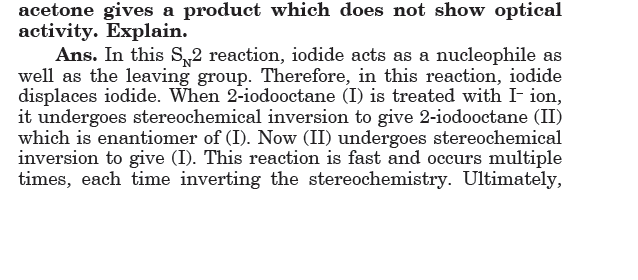 acetone gives a product which does not show optical
activity. Explain.
Ans. In this SN2 reaction, iodide acts as a nucleophile as
well as the leaving group. Therefore, in this reaction, iodide
displaces iodide. When 2-iodooctane (I) is treated with I⁻ ion,
it undergoes stereochemical inversion to give 2-iodooctane (II)
which is enantiomer of (I). Now (II) undergoes stereochemical
inversion to give (I). This reaction is fast and occurs multiple
times, each time inverting the stereochemistry. Ultimately,